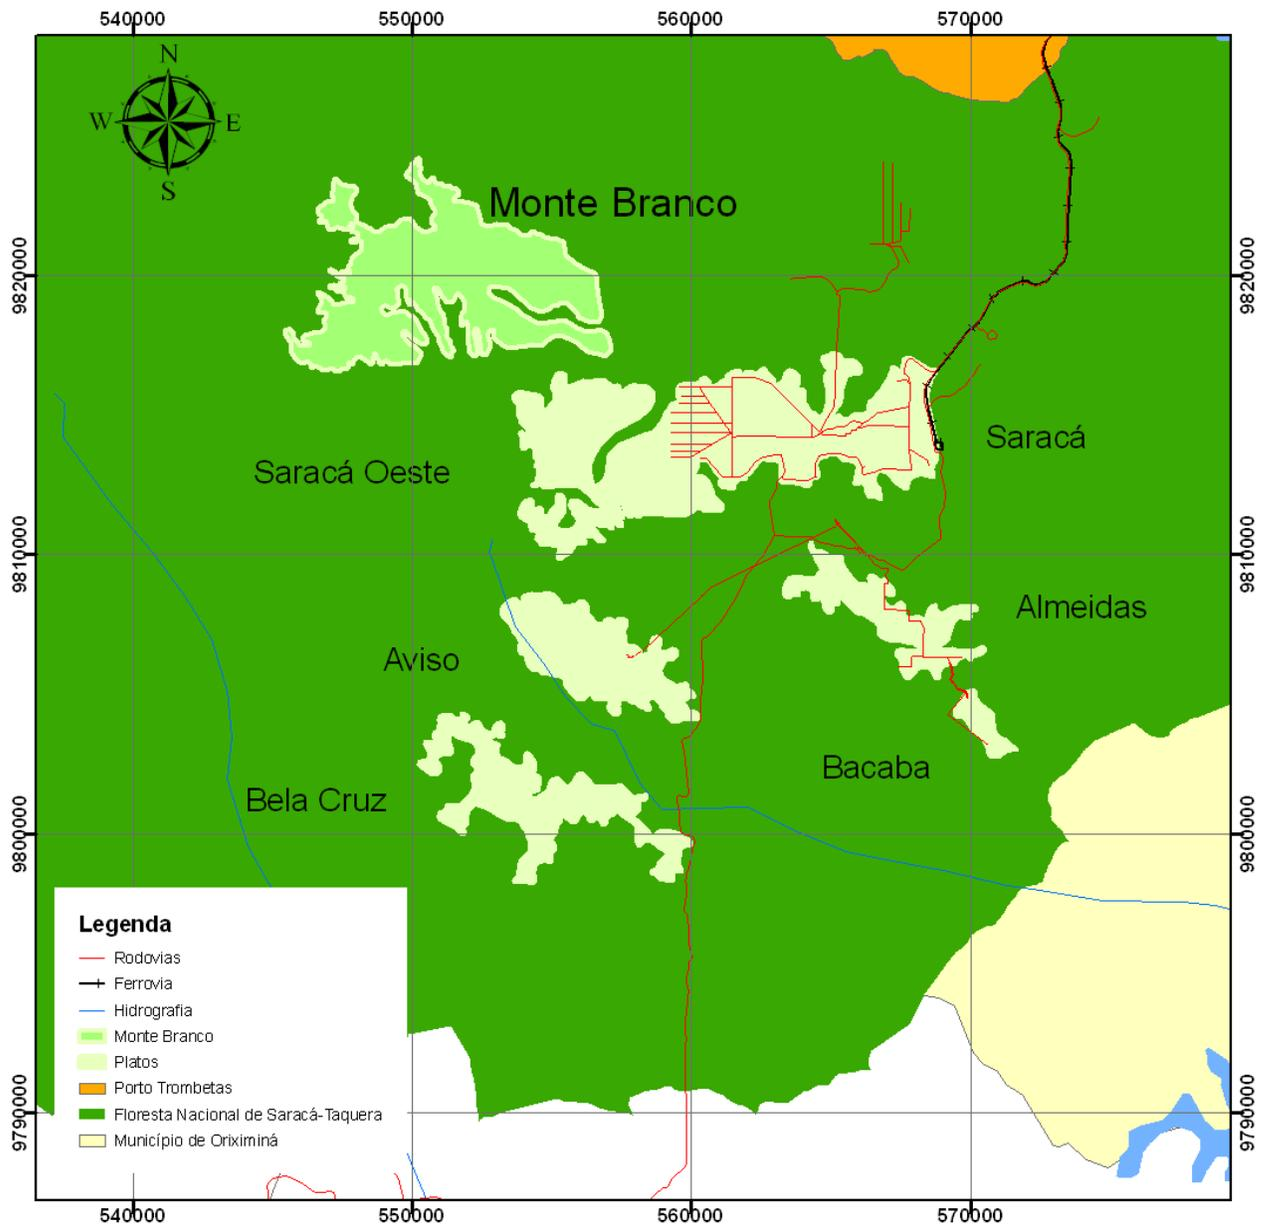 540000 550000 560000 570000
N
W E
S
Monte Branco
9820000 9820000
Saracá
Saracá Oeste
9810000 9810000
Almeidas
Aviso
Bacaba
Bela Cruz
9800000 9800000
Legenda
Rodovias
Ferrovia
Hidrografia
Monte Branco
Platos
Porto Trombetas
Floresta Nacional de Saracá-Taquera
Município de Oriximiná
9790000 9790000
540000 550000 560000 570000